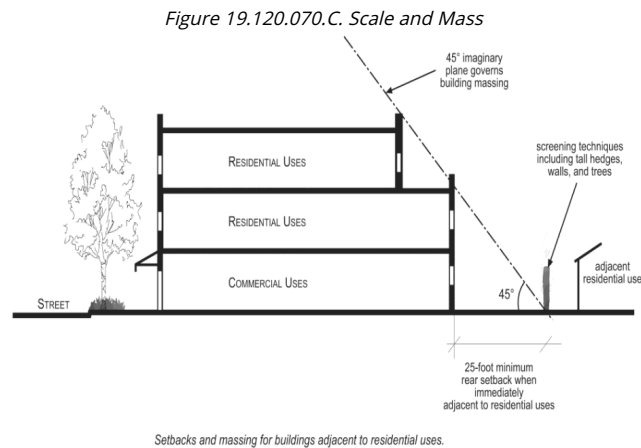 Figure 19.120.070.C. Scale and Mass
45° imaginary
plane governs
building massing
screening techniques
including tall hedges,
walls, and trees
RESIDENTIAL USES
RESIDENTIAL USES
COMMERCIAL USES
adjacent
residential use
STREET
45°
25-foot minimum
rear setback when
immediately
adjacent to residential uses
Setbacks and massing for buildings adjacent to residential uses.